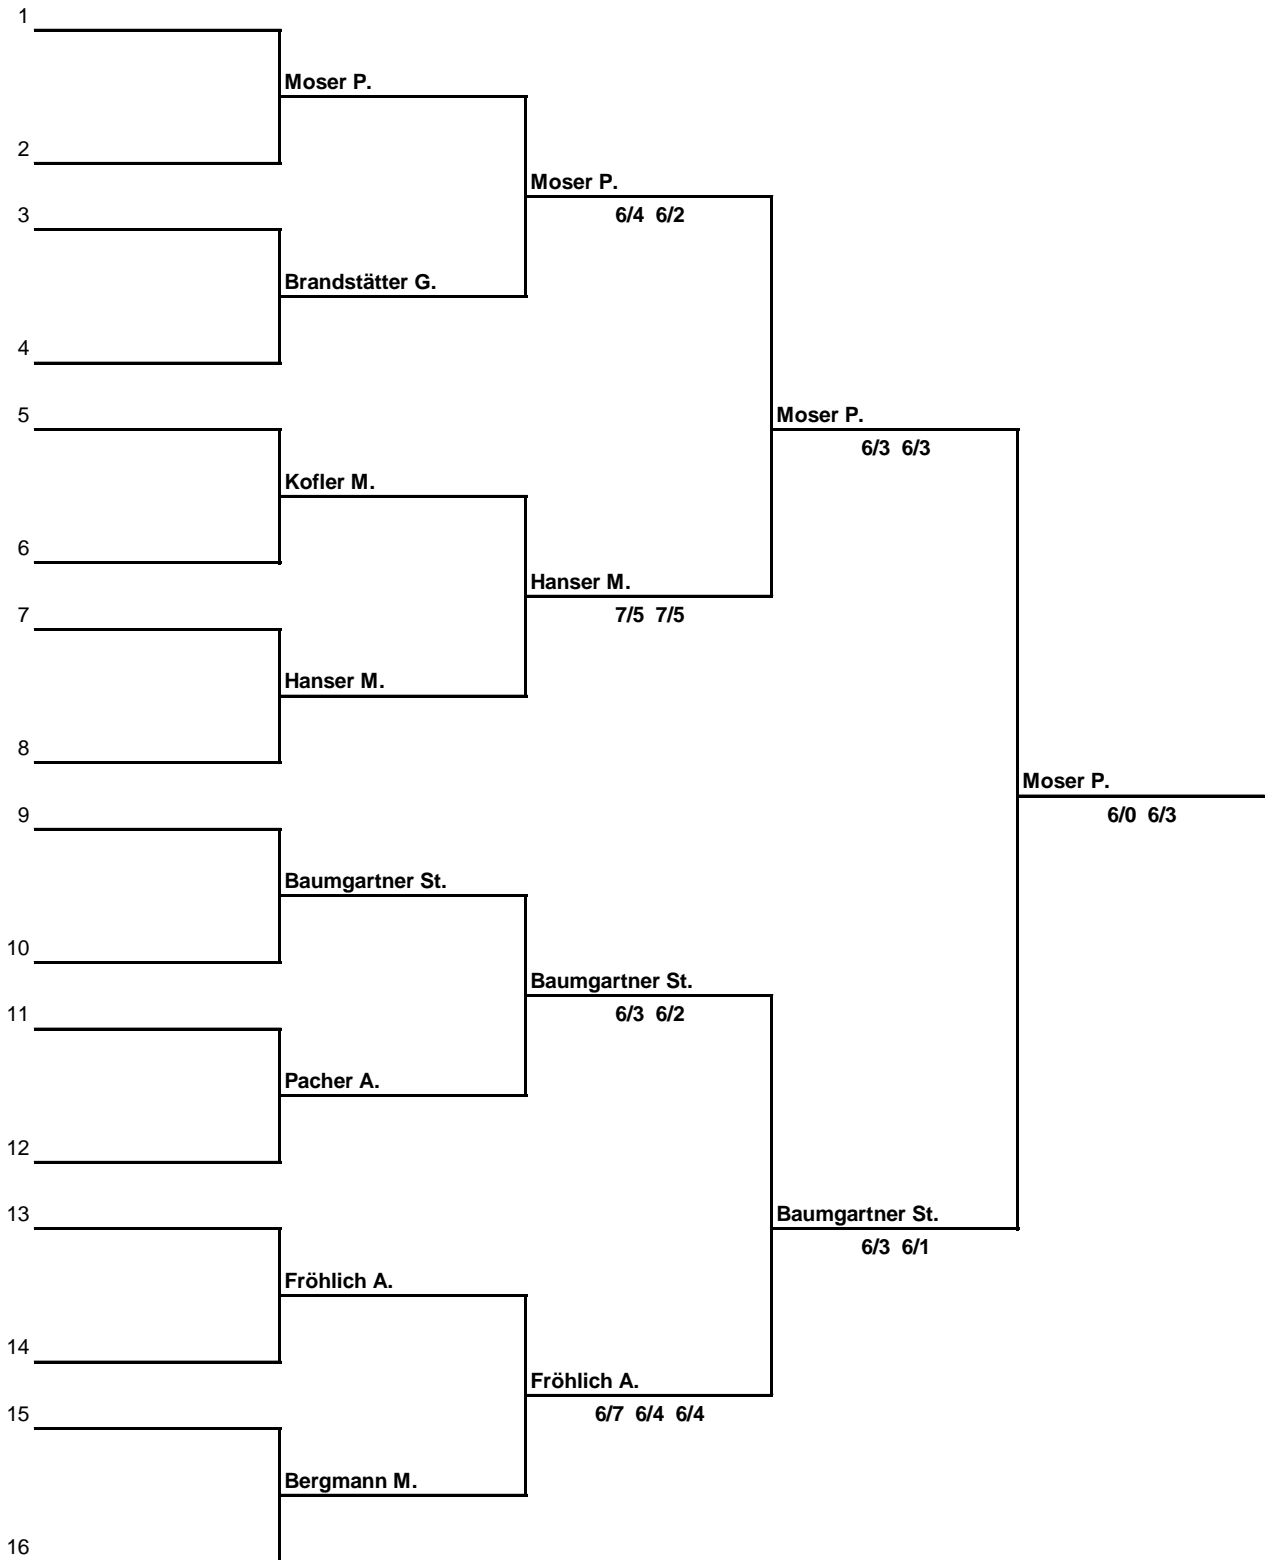 1
Moser P.
2
Moser P.
3
6/4 6/2
Brandstätter G.
4
5
Moser P.
6/3 6/3
Kofler M.
6
Hanser M.
7
7/5 7/5
Hanser M.
8
Moser P.
9
6/0 6/3
Baumgartner St.
10
Baumgartner St.
11
6/3 6/2
Pacher A.
12
13
Baumgartner St.
6/3 6/1
Fröhlich A.
14
Fröhlich A.
15
6/7 6/4 6/4
Bergmann M.
16